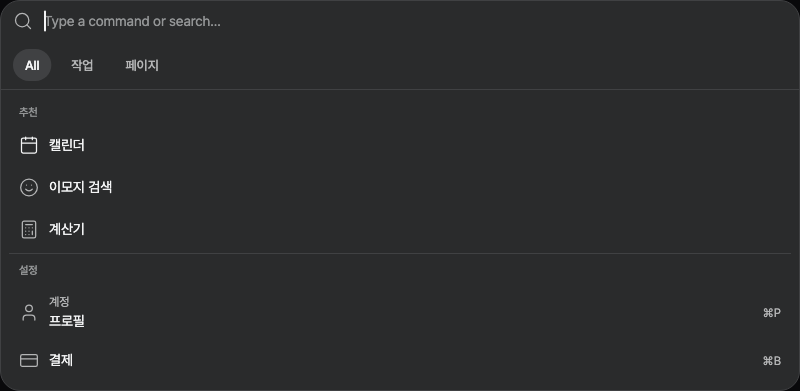 Type a command or search...
All 작업 페이지
추천
캘린더
이모지 검색
계산기
설정
계정
프로필 ⌘P
결제 ⌘B